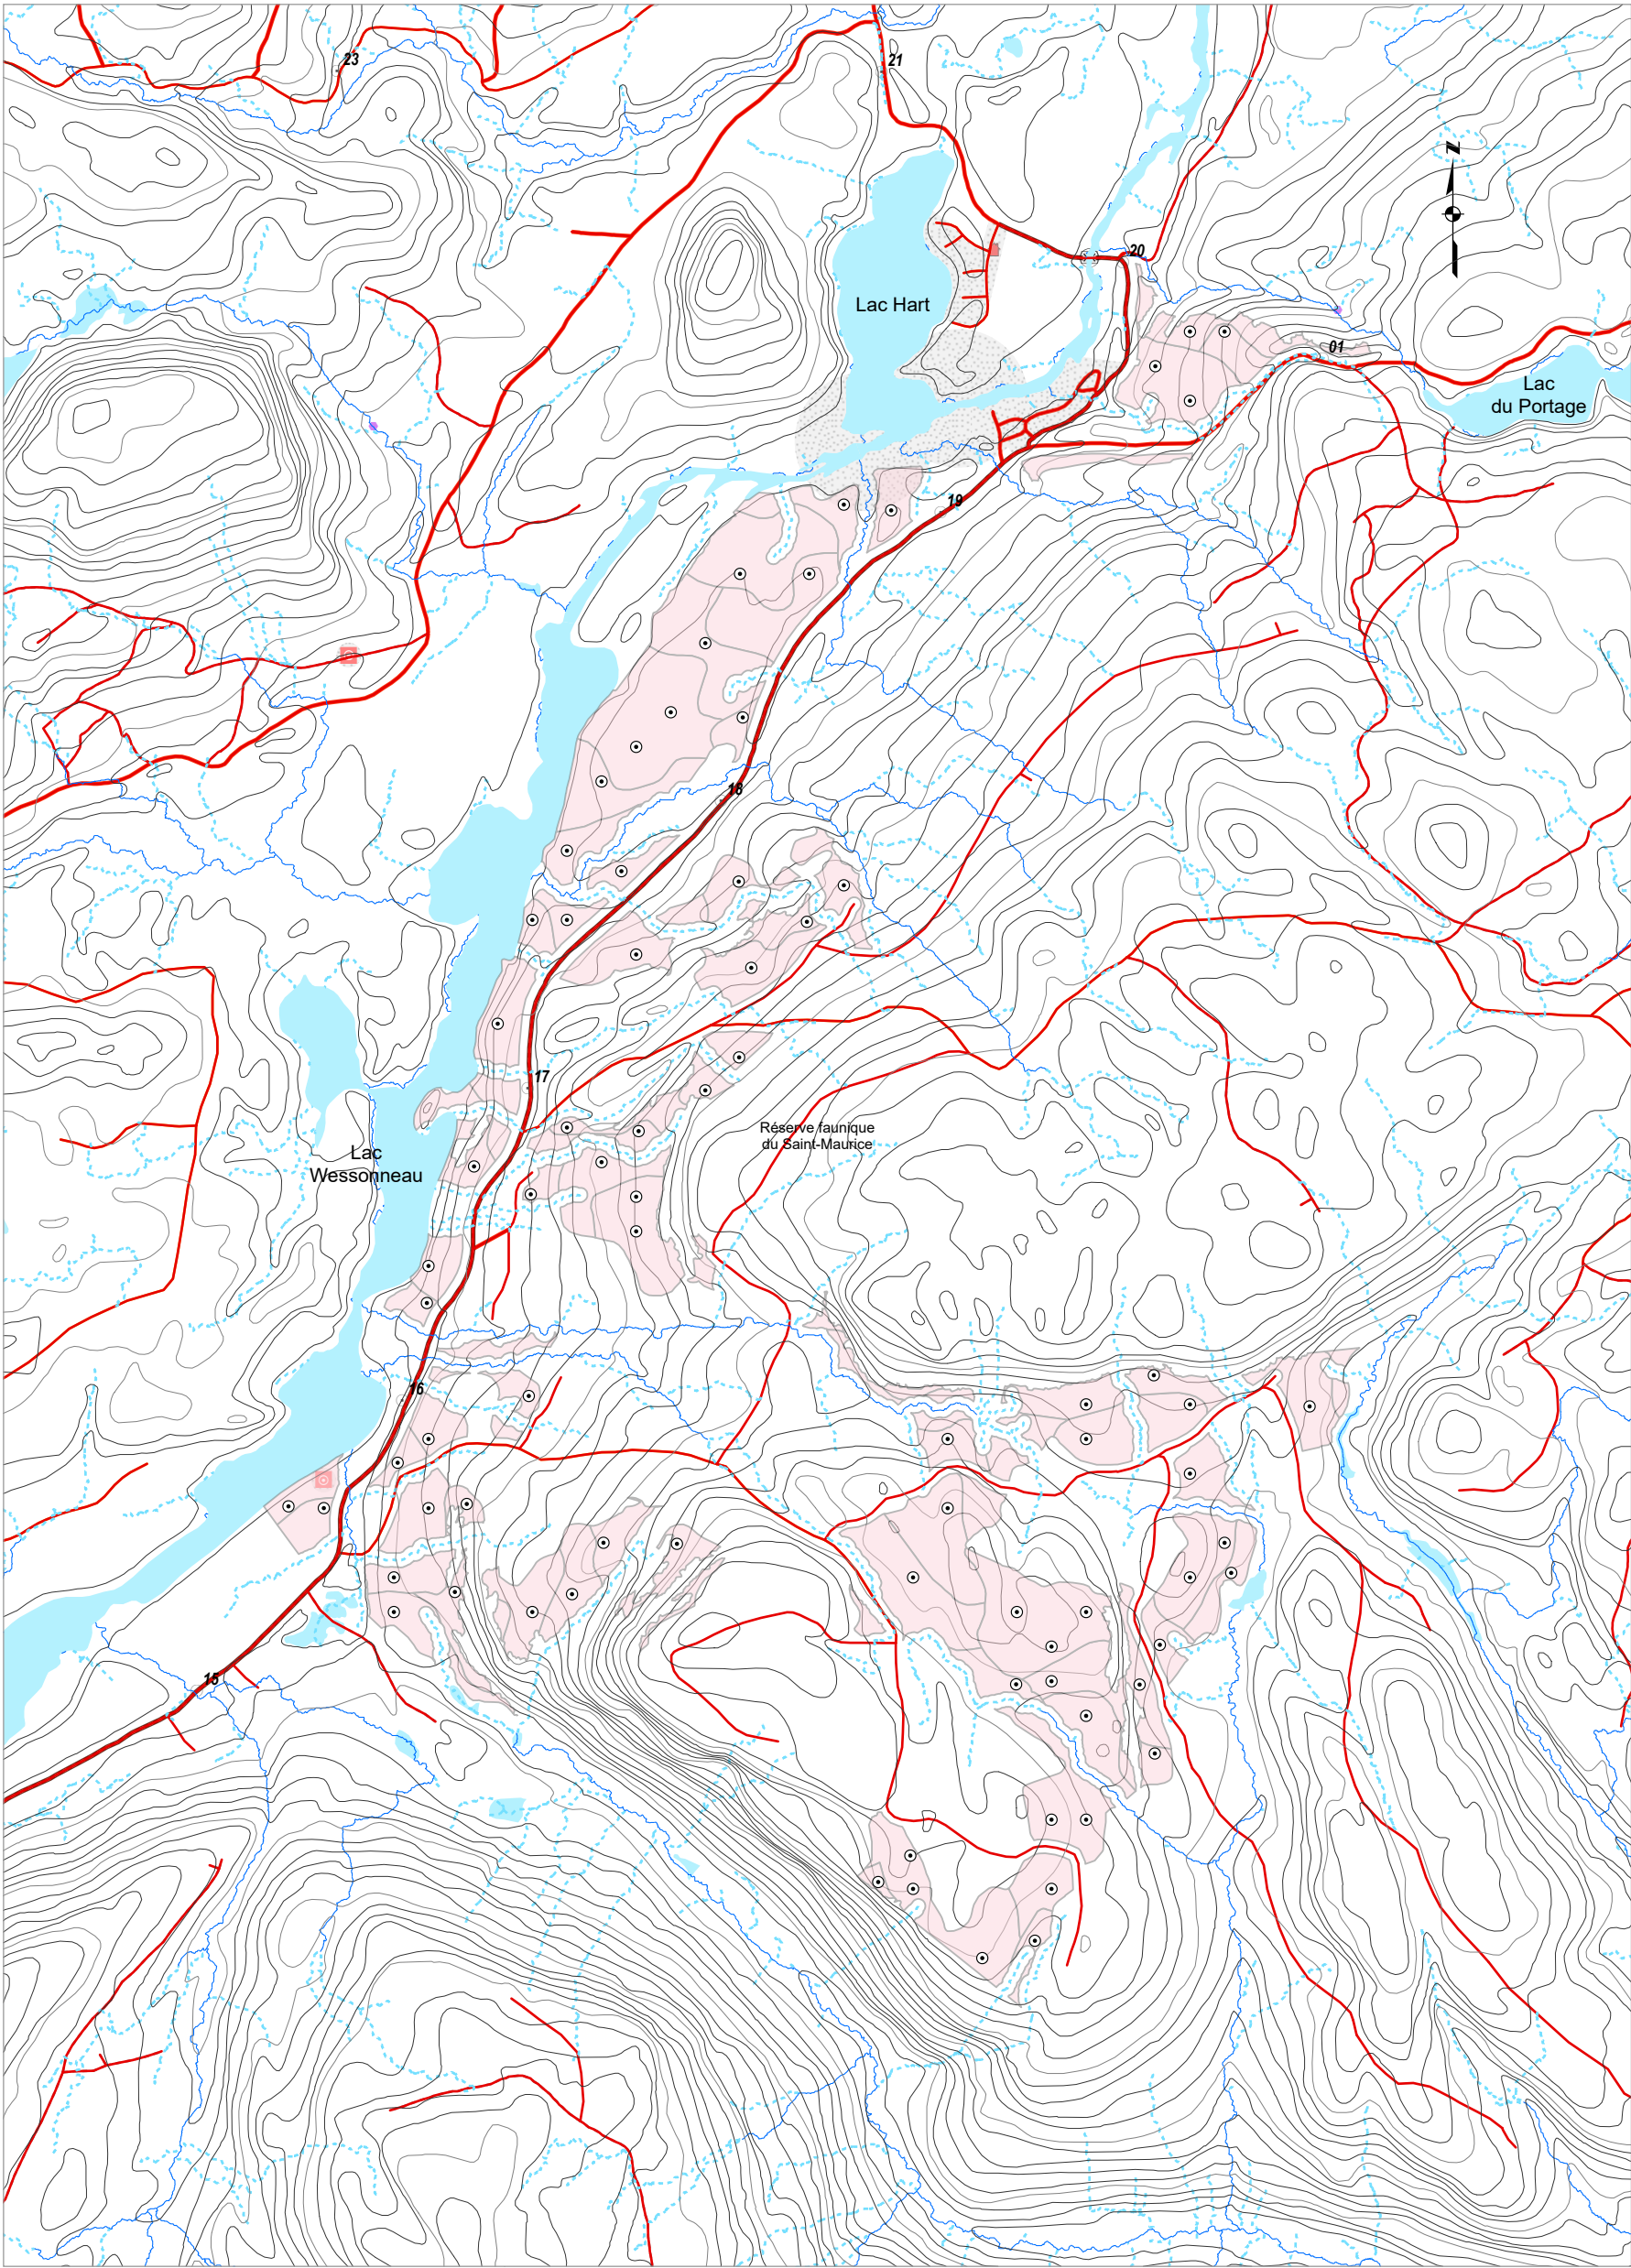 23
21
N
20
Lac Hart
01
Lac
du Portage
19
18
17
Réserve faunique
du Saint-Maurice
Lac
Wessonneau
16
15